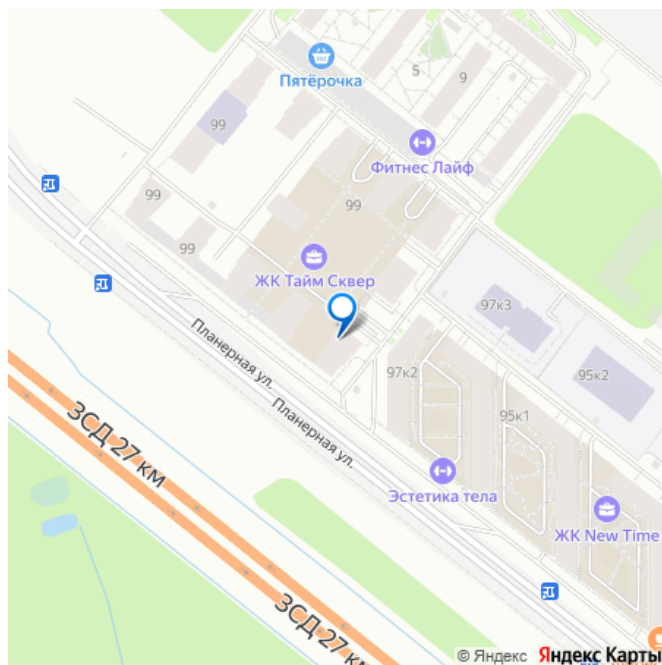 Пятёрочка
5
9
99
Фитнес Лайф
99
99
99
ЖК Тайм Сквер
97к3
Планерная ул.
97к2
95к2
Планерная ул.
95к1
ЗСД 27 км
Эстетика тела
ЖК New Time
ЗСД 27 км
© Яндекс Яндекс Карты